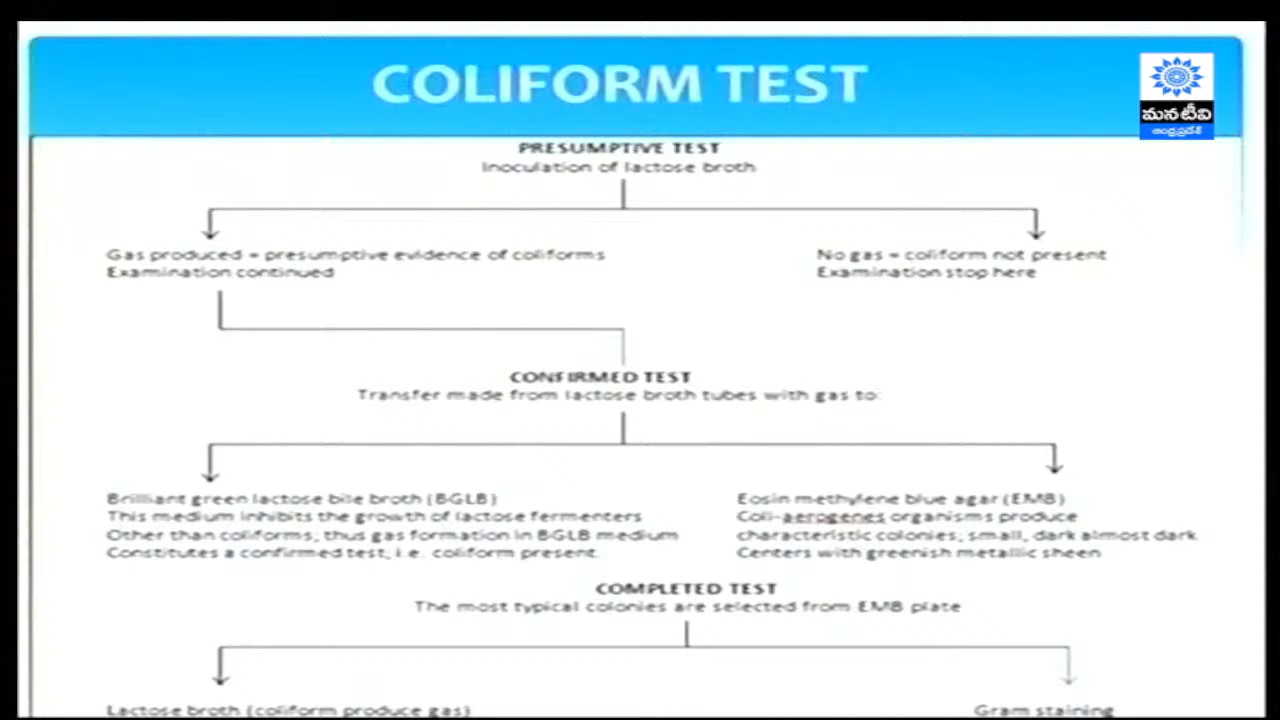 COLIFORM TEST
మనటీవి
ఆంధ్రప్రదేశ్
PRESUMPTIVE TEST
Inoculation of lactose broth
Gas produced = presumptive evidence of coliforms
Examination continued
No gas = coliform not present
Examination stop here
CONFIRMED TEST
Transfer made from lactose broth tubes with gas to:
Brilliant green lactose bile broth (BGLB)
This medium inhibits the growth of lactose fermenters
Other than coliforms, thus gas formation in BGLB medium
Constitutes a confirmed test, i.e. coliform present.
Eosin methylene blue agar (EMB)
Coli-aerogenes organisms produce
characteristic colonies, small, dark almost dark
Centers with greenish metallic sheen
COMPLETED TEST
The most typical colonies are selected from EMB plate
Lactose broth (coliform produce gas)
Gram staining